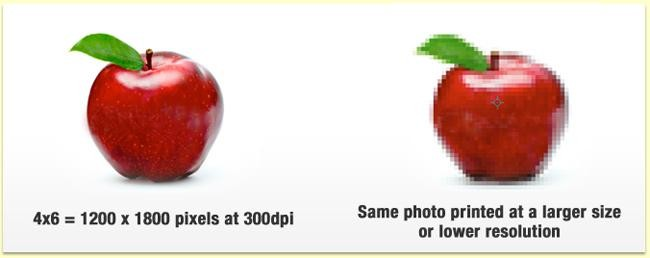 4x6 = 1200 x 1800 pixels at 300dpi
Same photo printed at a larger size
or lower resolution